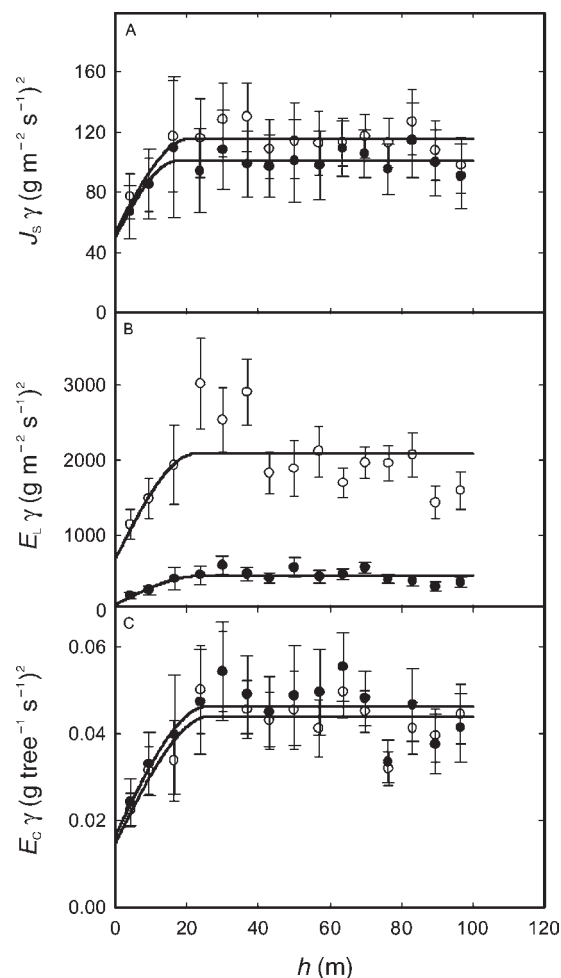 A
160
120
80
40
0
J_S γ (g m⁻² s⁻¹)²
B
3000
2000
1000
0
E_L γ (g m⁻² s⁻¹)²
C
0.06
0.04
0.02
0.00
E_C γ (g tree⁻¹ s⁻¹)²
0 20 40 60 80 100 120
h (m)